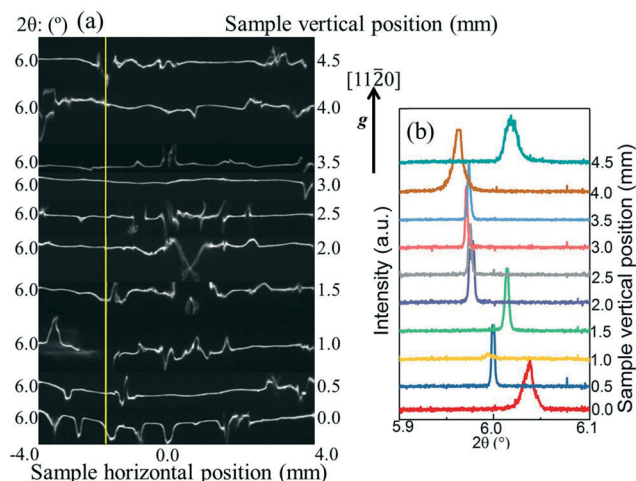 2θ: (º) (a) Sample vertical position (mm)
6.0 4.5
6.0 4.0
6.0 3.5
6.0 3.0
6.0 2.5
6.0 2.0
6.0 1.5
6.0 1.0
6.0 0.5
6.0 0.0
-4.0 0.0 4.0
Sample horizontal position (mm)
[112̅0]
g
(b)
Intensity (a.u.)
4.5
4.0
3.5
3.0
2.5
2.0
1.5
1.0
0.5
0.0
Sample vertical position (mm)
5.9 6.0 6.1
2θ (°)